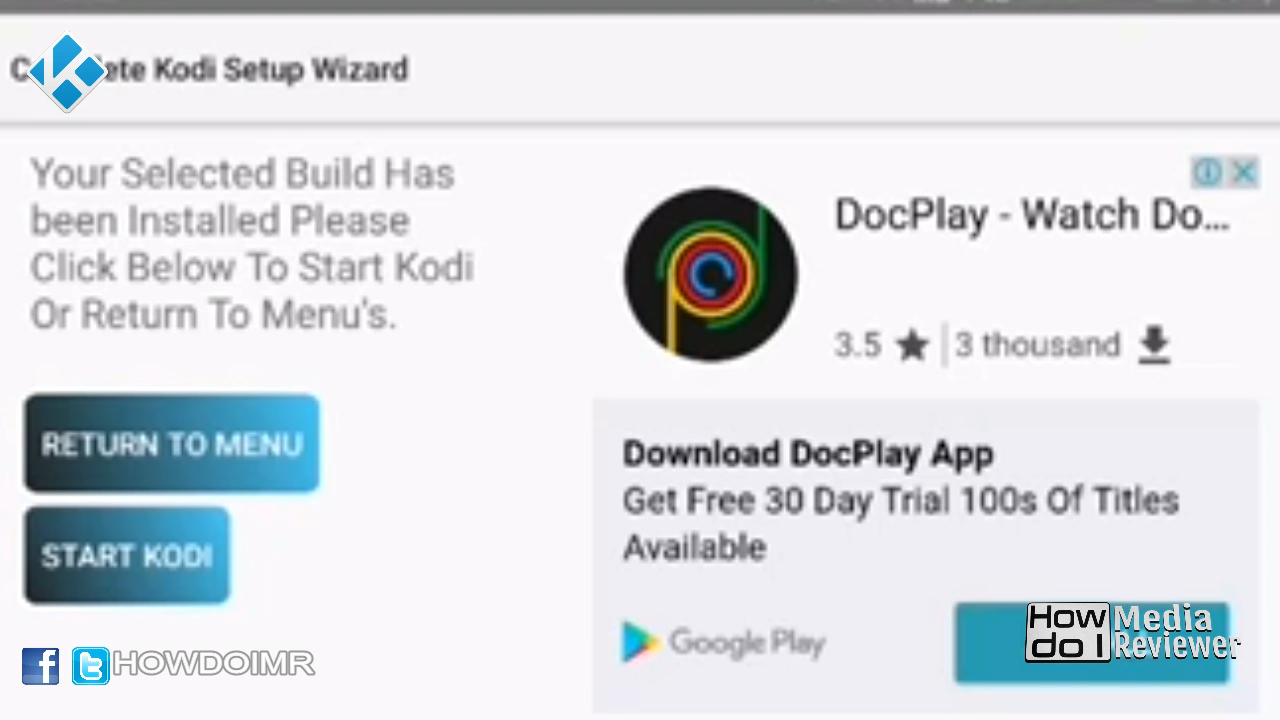 Complete Kodi Setup Wizard
Your Selected Build Has
been Installed Please
Click Below To Start Kodi
Or Return To Menu's.
RETURN TO MENU
START KODI
HOWDOIMR
DocPlay - Watch Do...
3.5 3 thousand
Download DocPlay App
Get Free 30 Day Trial 100s Of Titles
Available
Google Play
How do I
Media
Reviewer